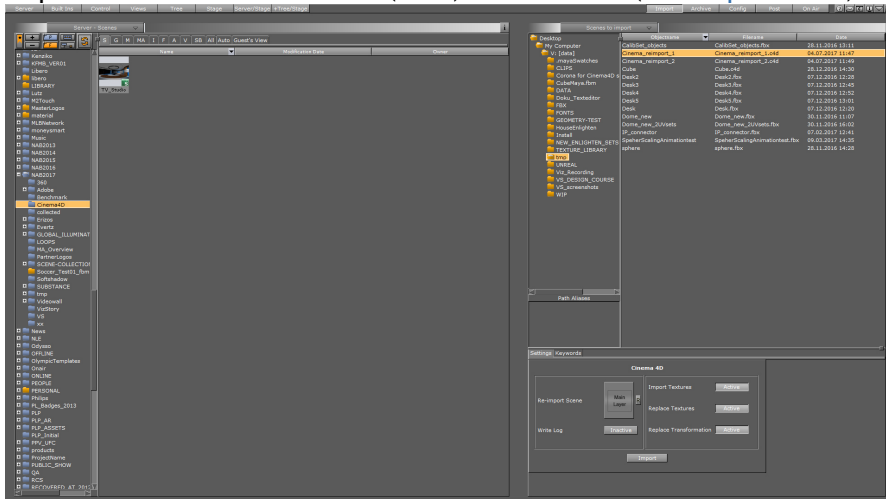 Server Built Ins Control Views Tree Stage Server/Stage +Tree/Stage Import Archive Config Post On Air
Server - Scenes
i
S G M MA I F A V SB All Auto Guest's View
Name Modification Date Owner
TV_Studio
Kenziko
KPMS_VER01
Libero
libero
LIBRARY
Lutz
M2Touch
MasterLogos
material
MLBNetwork
moneysmart
Music
NAB2013
NAB2014
NAB2015
NAB2016
NAB2017
360
Adobe
Benchmark
Cinema4D
collected
Erizos
Evertz
GLOBAL_ILLUMINAT
LOOPS
MA_Overview
PartnerLogos
SCENE-COLLECTIO
Soccer_Test01_fbm
Softshadow
SUBSTANCE
tmp
Videowall
VizStory
VS
xx
News
NLE
Odysso
OFFLINE
OlympicTemplates
Onair
ONLINE
PEOPLE
PERSONAL
Philips
PL_Badges_2013
PLP
PLP_AR
PLP_ASSETS
PLP_Initial
PPV_UFC
products
ProjectName
PUBLIC_SHOW
QA
RCS
RECOVERED_AT_2012
Scenes to import
Desktop
My Computer
V: [data]
.mayaSwatches
CLIPS
Corona for Cinema4D s
CubeMaya.fbm
DATA
Doku_Texteditor
FBX
FONTS
GEOMETRY-TEST
HouseEnlighten
Install
NEW_ENLIGHTEN_SETS
TEXTURE_LIBRARY
tmp
UNREAL
Viz_Recording
VS_DESIGN_COURSE
VS_screenshots
WIP
Objectname Filename Date
CalibSet_objects CalibSet_objects.fbx 28.11.2016 13:11
Cinema_reimport_1 Cinema_reimport_1.c4d 04.07.2017 11:47
Cinema_reimport_2 Cinema_reimport_2.c4d 04.07.2017 11:49
Cube Cube.c4d 28.12.2016 14:30
Desk2 Desk2.fbx 07.12.2016 12:28
Desk3 Desk3.fbx 07.12.2016 12:45
Desk4 Desk4.fbx 07.12.2016 12:52
Desk5 Desk5.fbx 07.12.2016 13:01
Desk Desk.fbx 07.12.2016 12:20
Dome_new Dome_new.fbx 30.11.2016 11:07
Dome_new_2UVsets Dome_new_2UVsets.fbx 30.11.2016 16:02
IP_connector IP_connector.fbx 07.02.2017 12:41
SpeherScalingAnimationtest SpeherScalingAnimationtest.fbx 09.03.2017 14:35
sphere sphere.fbx 28.11.2016 14:28
Path Aliases
Settings Keywords
Cinema 4D
Re-import Scene Main Layer
Import Textures Active
Replace Textures Active
Write Log Inactive Replace Transformation Active
Import